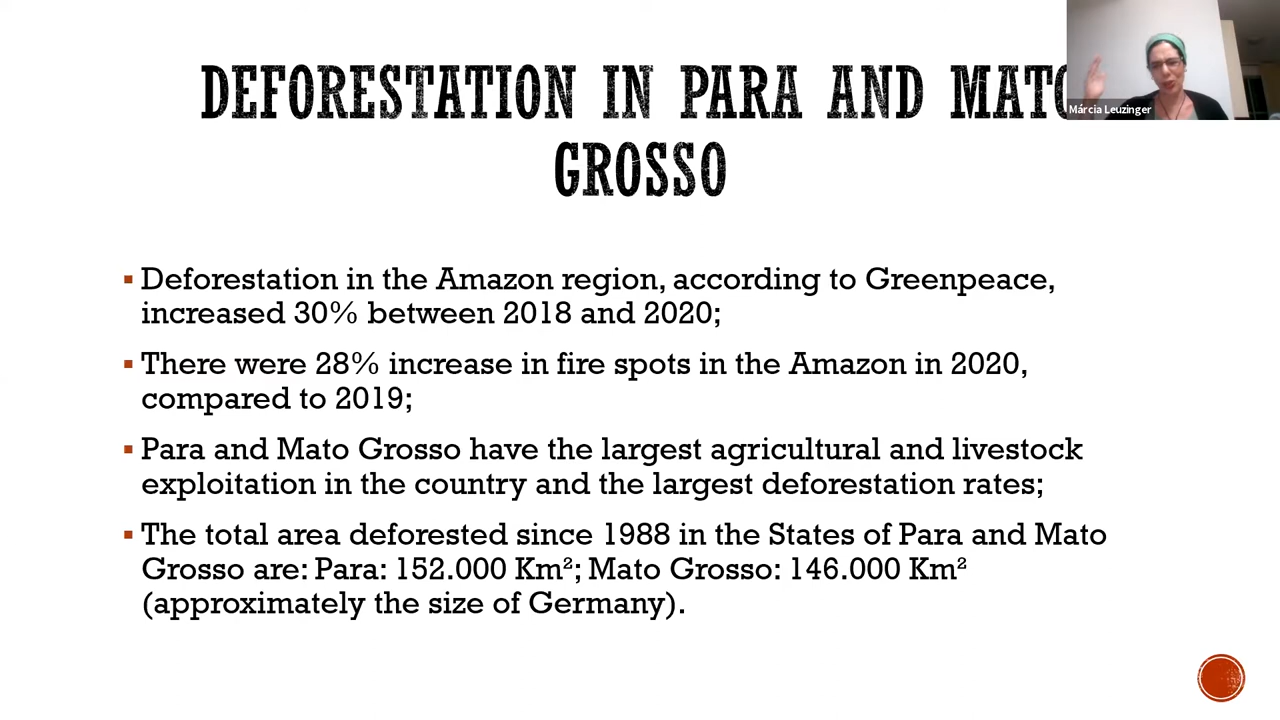 DEFORESTATION IN PARA AND MATO
GROSSO
Márcia Leuzinger
▪ Deforestation in the Amazon region, according to Greenpeace,
increased 30% between 2018 and 2020;
▪ There were 28% increase in fire spots in the Amazon in 2020,
compared to 2019;
▪ Para and Mato Grosso have the largest agricultural and livestock
exploitation in the country and the largest deforestation rates;
▪ The total area deforested since 1988 in the States of Para and Mato
Grosso are: Para: 152.000 Km²; Mato Grosso: 146.000 Km²
(approximately the size of Germany).